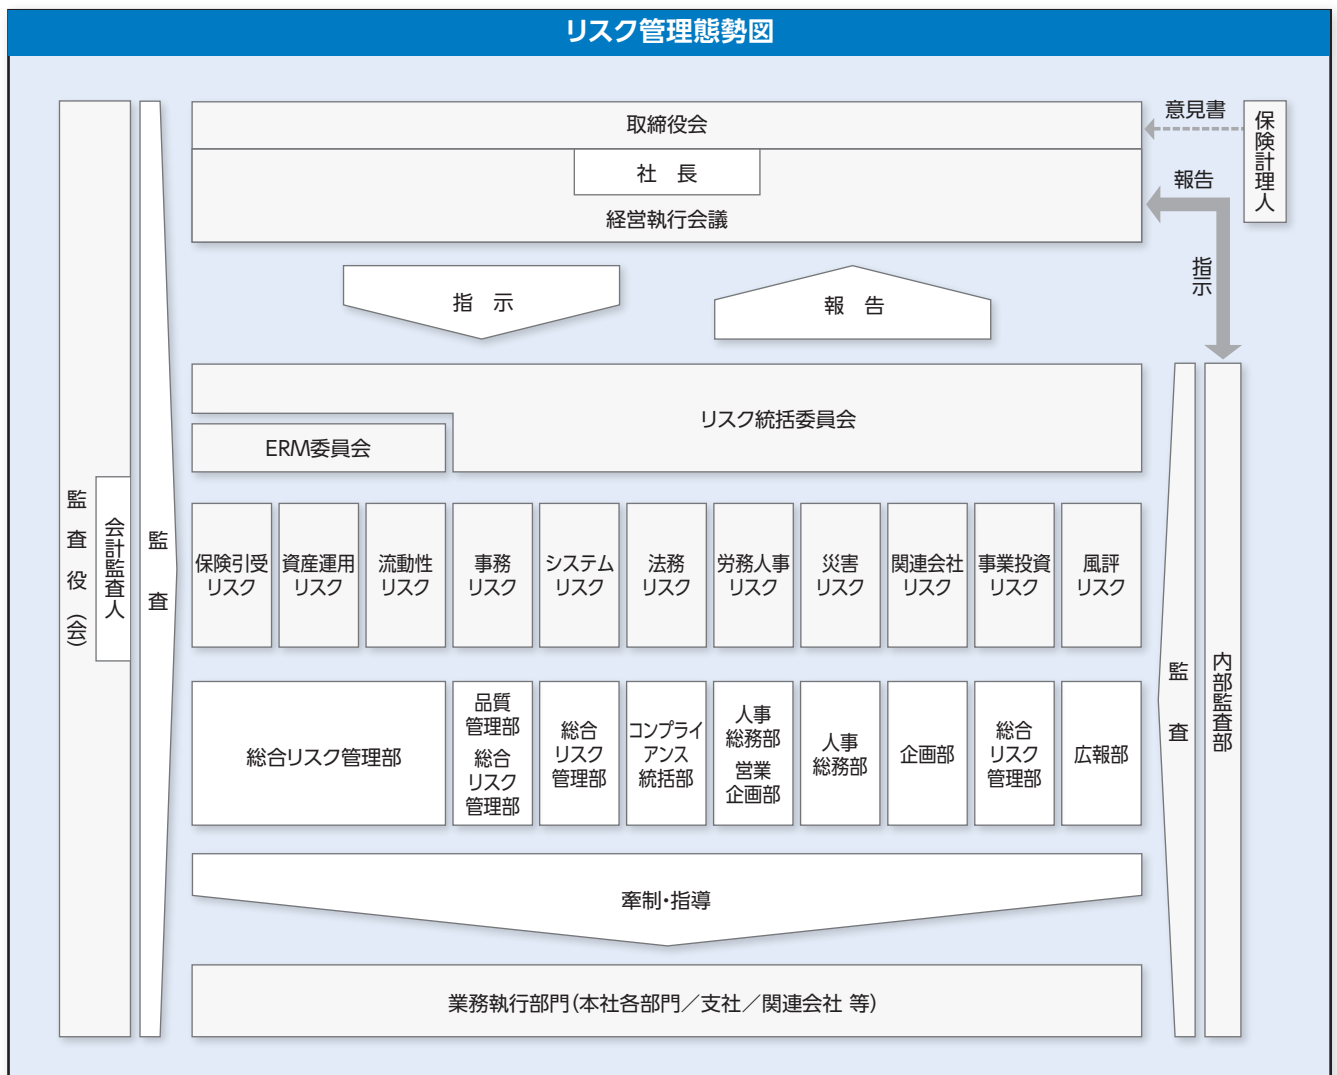 リスク管理態勢図
取締役会
社　長
経営執行会議
意見書
保険計理人
報告
指示
指　示
報　告
リスク統括委員会
ERM委員会
監査役(会)
会計監査人
監査
保険引受
リスク
資産運用
リスク
流動性
リスク
事務
リスク
システム
リスク
法務
リスク
労務人事
リスク
災害
リスク
関連会社
リスク
事業投資
リスク
風評
リスク
総合リスク管理部
品質
管理部
総合
リスク
管理部
総合
リスク
管理部
コンプライ
アンス
統括部
人事
総務部
営業
企画部
人事
総務部
企画部
総合
リスク
管理部
広報部
監査
内部監査部
牽制・指導
業務執行部門(本社各部門／支社／関連会社 等)